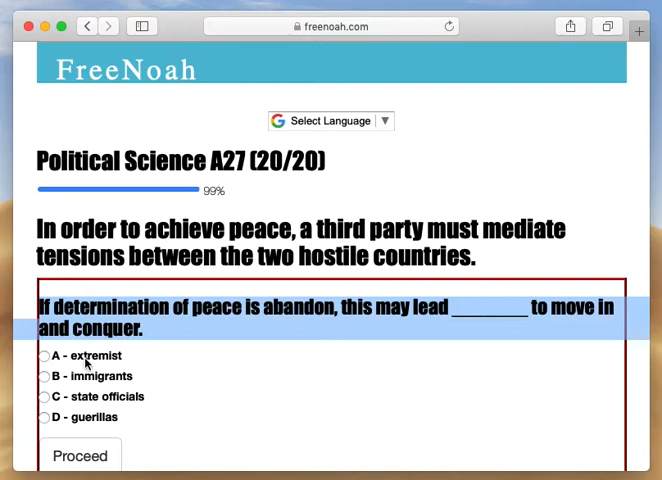 freenoah.com
FreeNoah
Select Language
Political Science A27 (20/20)
99%
In order to achieve peace, a third party must mediate
tensions between the two hostile countries.
If determination of peace is abandon, this may lead ________ to move in
and conquer.
A - extremist
B - immigrants
C - state officials
D - guerillas
Proceed